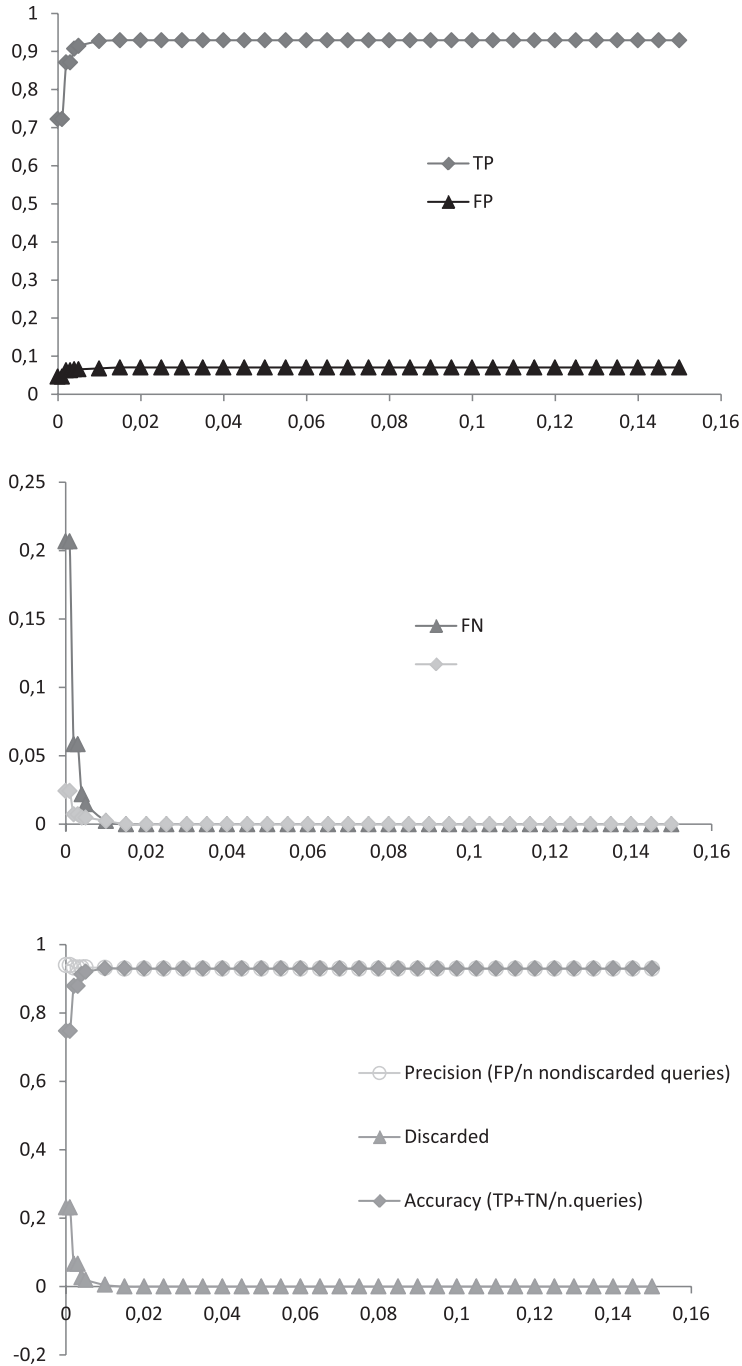 1
0,9
0,8
0,7
0,6
0,5
0,4
0,3
0,2
0,1
0
TP
FP
0 0,02 0,04 0,06 0,08 0,1 0,12 0,14 0,16
0,25
0,2
0,15
0,1
0,05
0
FN
0 0,02 0,04 0,06 0,08 0,1 0,12 0,14 0,16
1
0,8
0,6
0,4
0,2
0
-0,2
Precision (FP/n nondiscarded queries)
Discarded
Accuracy (TP+TN/n.queries)
0 0,02 0,04 0,06 0,08 0,1 0,12 0,14 0,16